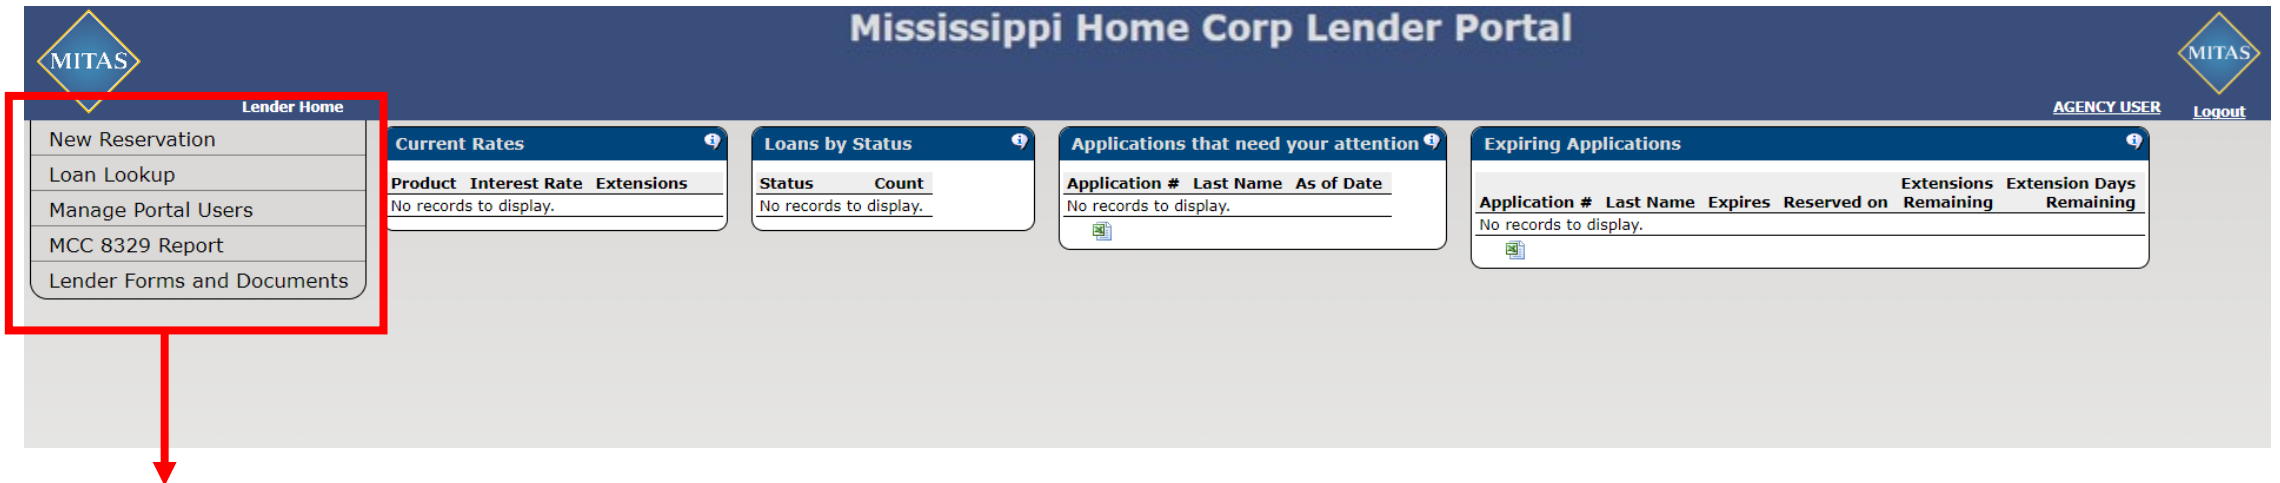 Mississippi Home Corp Lender Portal
MITAS
MITAS
Lender Home
AGENCY USER
Logout
New Reservation
Loan Lookup
Manage Portal Users
MCC 8329 Report
Lender Forms and Documents
Current Rates
Product Interest Rate Extensions
No records to display.
Loans by Status
Status Count
No records to display.
Applications that need your attention
Application # Last Name As of Date
No records to display.
Expiring Applications
Application # Last Name Expires Reserved on Extensions Remaining Extension Days Remaining
No records to display.